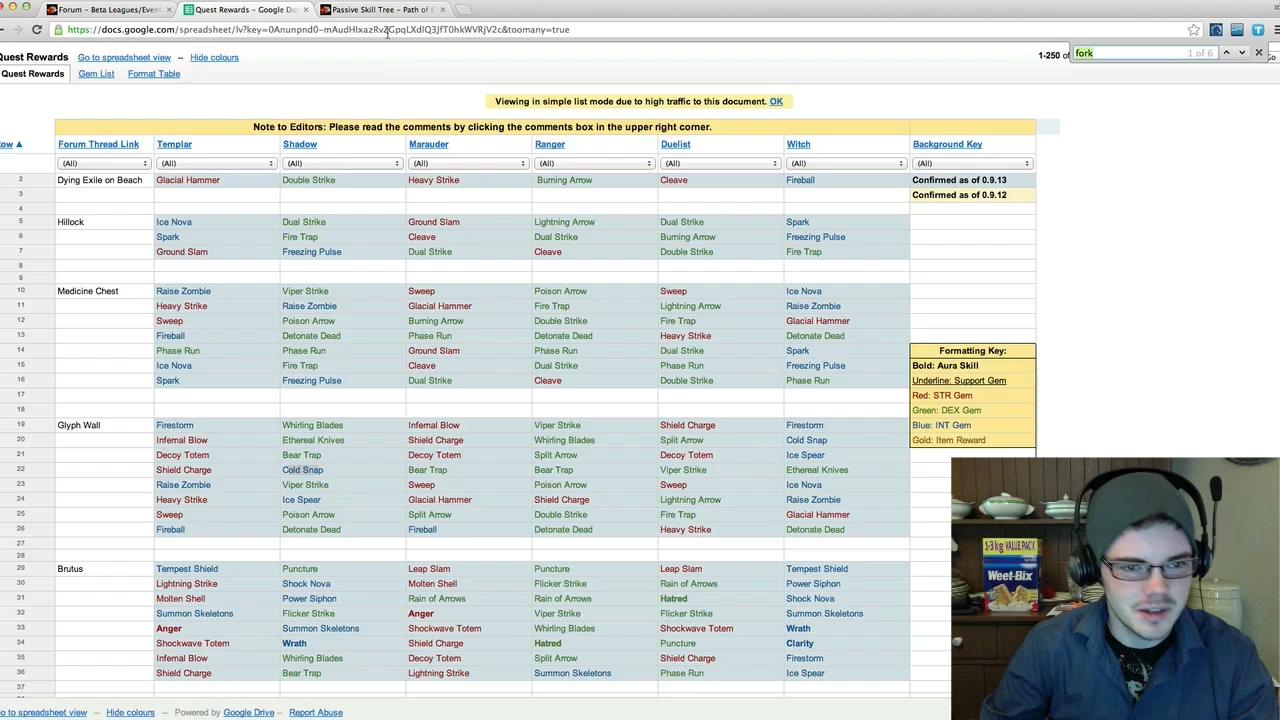 Forum – Beta Leagues/Even
Quest Rewards – Google Do
Passive Skill Tree – Path of E
Quest Rewards Go to spreadsheet view – Hide colours 1-250 of
fork 1 of 6
Quest Rewards Gem List Format Table
Viewing in simple list mode due to high traffic to this document. OK
Note to Editors: Please read the comments by clicking the comments box in the upper right corner.
ow ▲ Forum Thread Link Templar Shadow Marauder Ranger Duelist Witch Background Key
(All) (All) (All) (All) (All) (All) (All) (All)
2 Dying Exile on Beach Glacial Hammer Double Strike Heavy Strike Burning Arrow Cleave Fireball Confirmed as of 0.9.13
3 Confirmed as of 0.9.12
4
5 Hillock Ice Nova Dual Strike Ground Slam Lightning Arrow Dual Strike Spark
6 Spark Fire Trap Cleave Dual Strike Burning Arrow Freezing Pulse
7 Ground Slam Freezing Pulse Dual Strike Cleave Double Strike Fire Trap
8
9
10 Medicine Chest Raise Zombie Viper Strike Sweep Poison Arrow Sweep Ice Nova
11 Heavy Strike Raise Zombie Glacial Hammer Fire Trap Lightning Arrow Raise Zombie
12 Sweep Poison Arrow Burning Arrow Double Strike Fire Trap Glacial Hammer
13 Fireball Detonate Dead Phase Run Detonate Dead Heavy Strike Detonate Dead
14 Phase Run Phase Run Ground Slam Phase Run Dual Strike Spark Formatting Key:
15 Ice Nova Fire Trap Cleave Dual Strike Phase Run Freezing Pulse Bold: Aura Skill
16 Spark Freezing Pulse Dual Strike Cleave Double Strike Phase Run Underline: Support Gem
17 Red: STR Gem
18 Green: DEX Gem
19 Glyph Wall Firestorm Whirling Blades Infernal Blow Viper Strike Shield Charge Firestorm Blue: INT Gem
20 Infernal Blow Ethereal Knives Shield Charge Whirling Blades Split Arrow Cold Snap Gold: Item Reward
21 Decoy Totem Bear Trap Decoy Totem Split Arrow Decoy Totem Ice Spear
22 Shield Charge Cold Snap Bear Trap Bear Trap Viper Strike Ethereal Knives
23 Raise Zombie Viper Strike Sweep Poison Arrow Sweep Ice Nova
24 Heavy Strike Ice Spear Glacial Hammer Shield Charge Lightning Arrow Raise Zombie
25 Sweep Poison Arrow Split Arrow Double Strike Fire Trap Glacial Hammer
26 Fireball Detonate Dead Fireball Detonate Dead Heavy Strike Detonate Dead
27
28
29 Brutus Tempest Shield Puncture Leap Slam Puncture Leap Slam Tempest Shield
30 Lightning Strike Shock Nova Molten Shell Flicker Strike Rain of Arrows Power Siphon
31 Molten Shell Power Siphon Rain of Arrows Rain of Arrows Hatred Shock Nova
32 Summon Skeletons Flicker Strike Anger Viper Strike Flicker Strike Summon Skeletons
33 Anger Summon Skeletons Shockwave Totem Whirling Blades Shockwave Totem Wrath
34 Shockwave Totem Wrath Shield Charge Hatred Puncture Clarity
35 Infernal Blow Whirling Blades Decoy Totem Split Arrow Shield Charge Firestorm
36 Shield Charge Bear Trap Lightning Strike Summon Skeletons Phase Run Ice Spear
37
o to spreadsheet view – Hide colours – Powered by Google Drive – Report Abuse
1-3 kg VALUE PACK
Weet-Bix